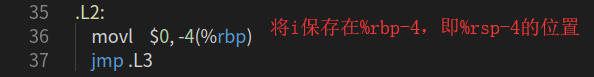 35 .L2:
36 movl $0, -4(%rbp) 将i保存在%rbp-4，即%rsp-4的位置
37 jmp .L3